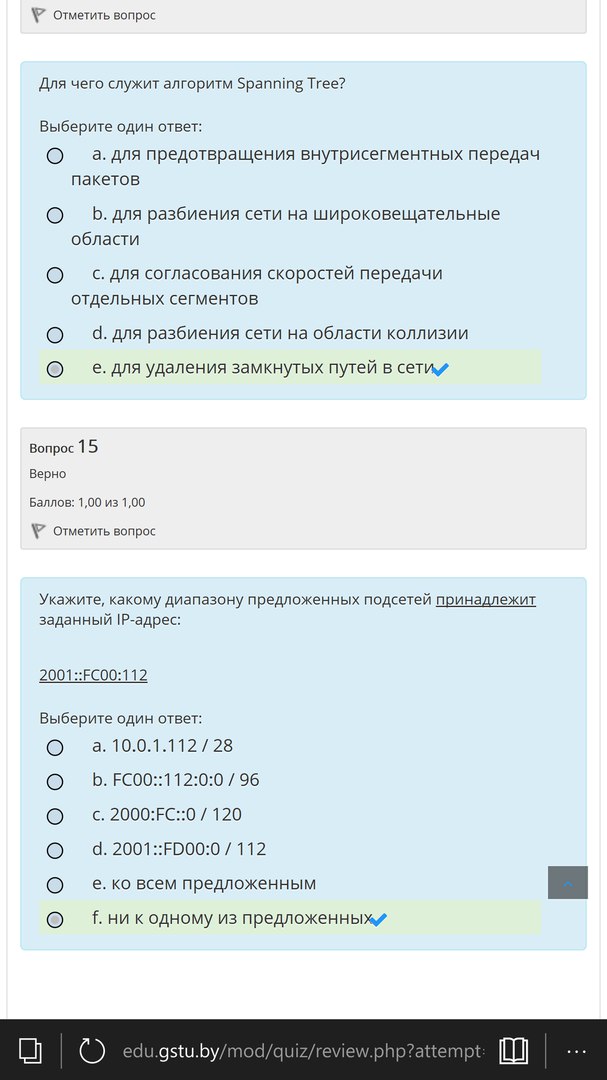 Отметить вопрос
Для чего служит алгоритм Spanning Tree?
Выберите один ответ:
a. для предотвращения внутрисегментных передач
пакетов
b. для разбиения сети на широковещательные
области
c. для согласования скоростей передачи
отдельных сегментов
d. для разбиения сети на области коллизии
e. для удаления замкнутых путей в сети
Вопрос 15
Верно
Баллов: 1,00 из 1,00
Отметить вопрос
Укажите, какому диапазону предложенных подсетей принадлежит
заданный IP-адрес:
2001::FC00:112
Выберите один ответ:
a. 10.0.1.112 / 28
b. FC00::112:0:0 / 96
c. 2000:FC::0 / 120
d. 2001::FD00:0 / 112
e. ко всем предложенным
f. ни к одному из предложенных
edu.gstu.by/mod/quiz/review.php?attempt